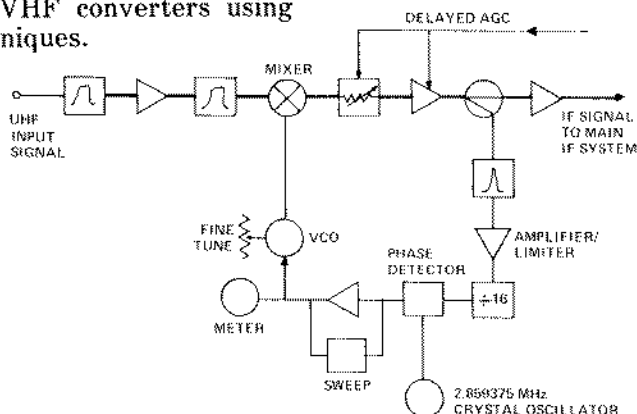 VHF converters using
niques.
DELAYED AGC
MIXER
UHF
INPUT
SIGNAL
IF SIGNAL
TO MAIN
IF SYSTEM
FINE
TUNE
VCO
AMPLIFIER/
LIMITER
PHASE
DETECTOR
÷16
METER
SWEEP
2.859375 MHz
CRYSTAL OSCILLATOR